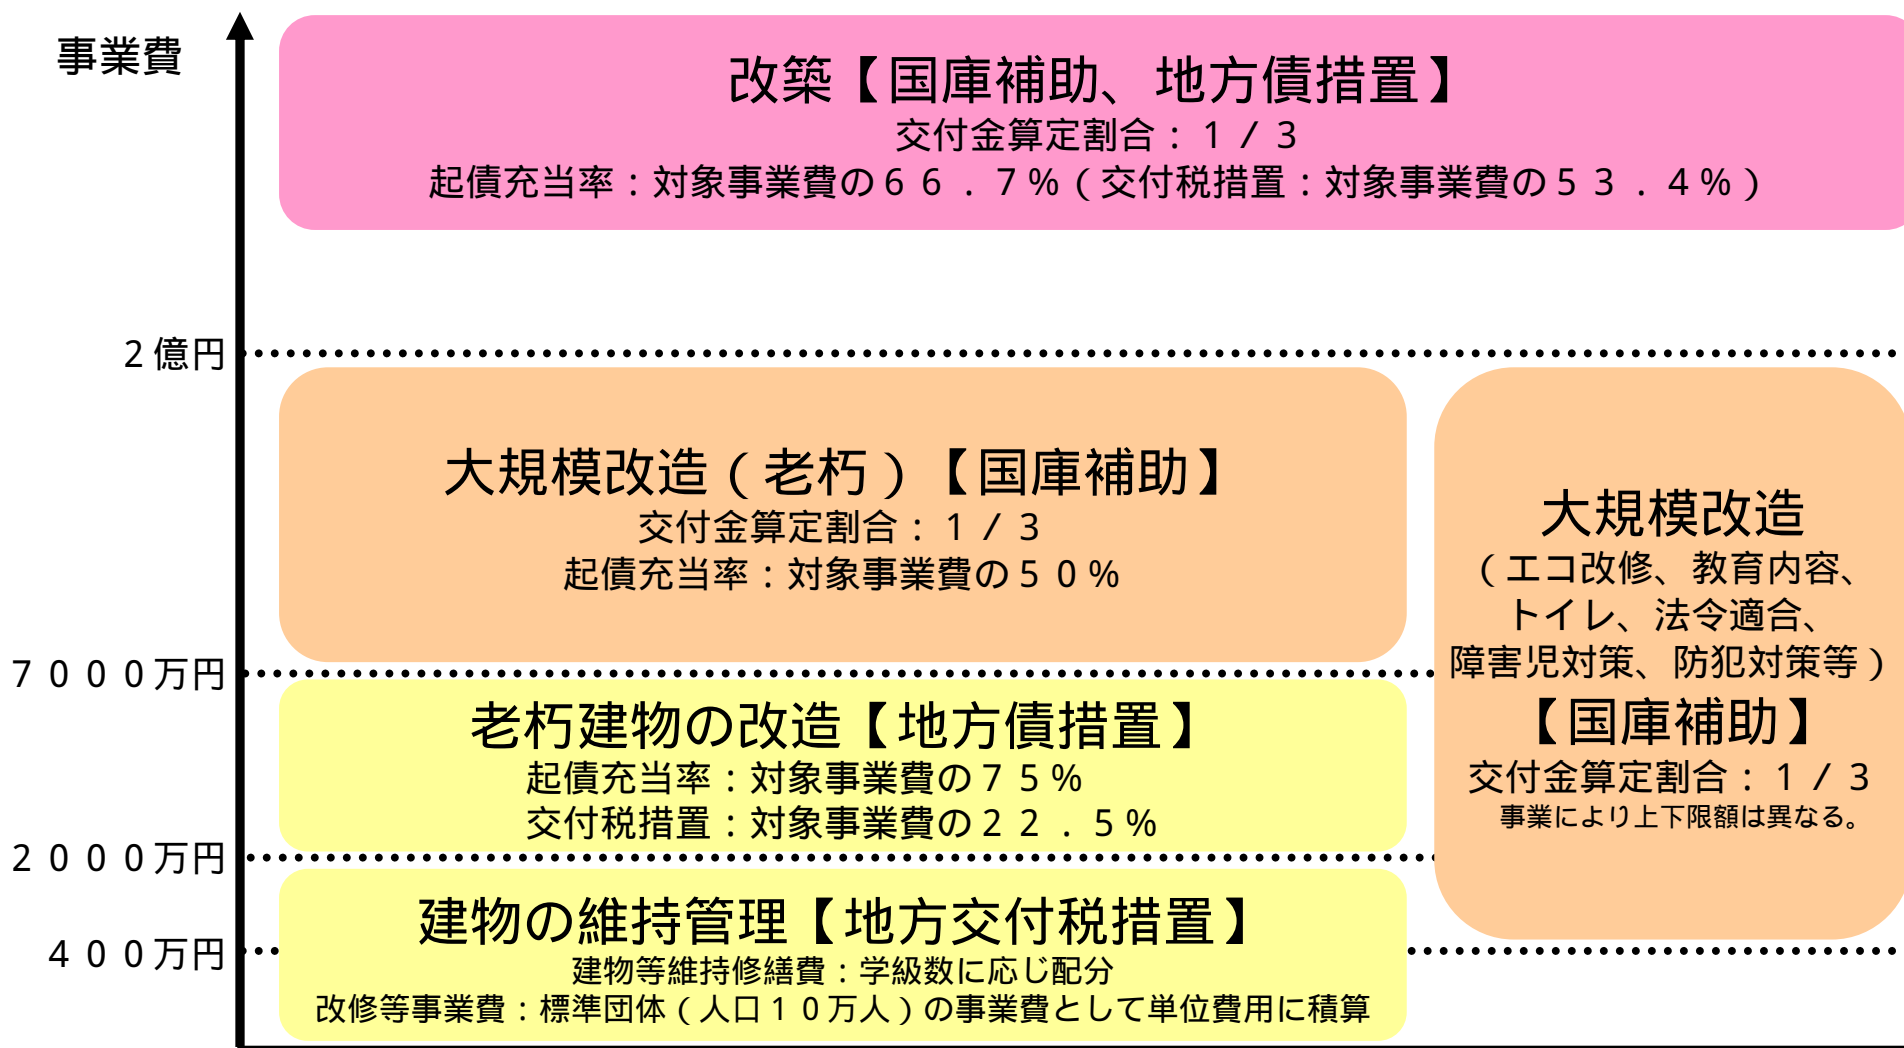 事業費
改築【国庫補助、地方債措置】
交付金算定割合：１／３
起債充当率：対象事業費の６６．７%（交付税措置：対象事業費の５３．４%）
２億円
大規模改造（老朽）【国庫補助】
交付金算定割合：１／３
起債充当率：対象事業費の５０%
７０００万円
老朽建物の改造【地方債措置】
起債充当率：対象事業費の７５%
交付税措置：対象事業費の２２．５%
２０００万円
建物の維持管理【地方交付税措置】
４００万円
建物等維持修繕費：学級数に応じ配分
改修等事業費：標準団体（人口１０万人）の事業費として単位費用に積算
大規模改造
（エコ改修、教育内容、
トイレ、法令適合、
障害児対策、防犯対策等）
【国庫補助】
交付金算定割合：１／３
事業により上下限額は異なる。